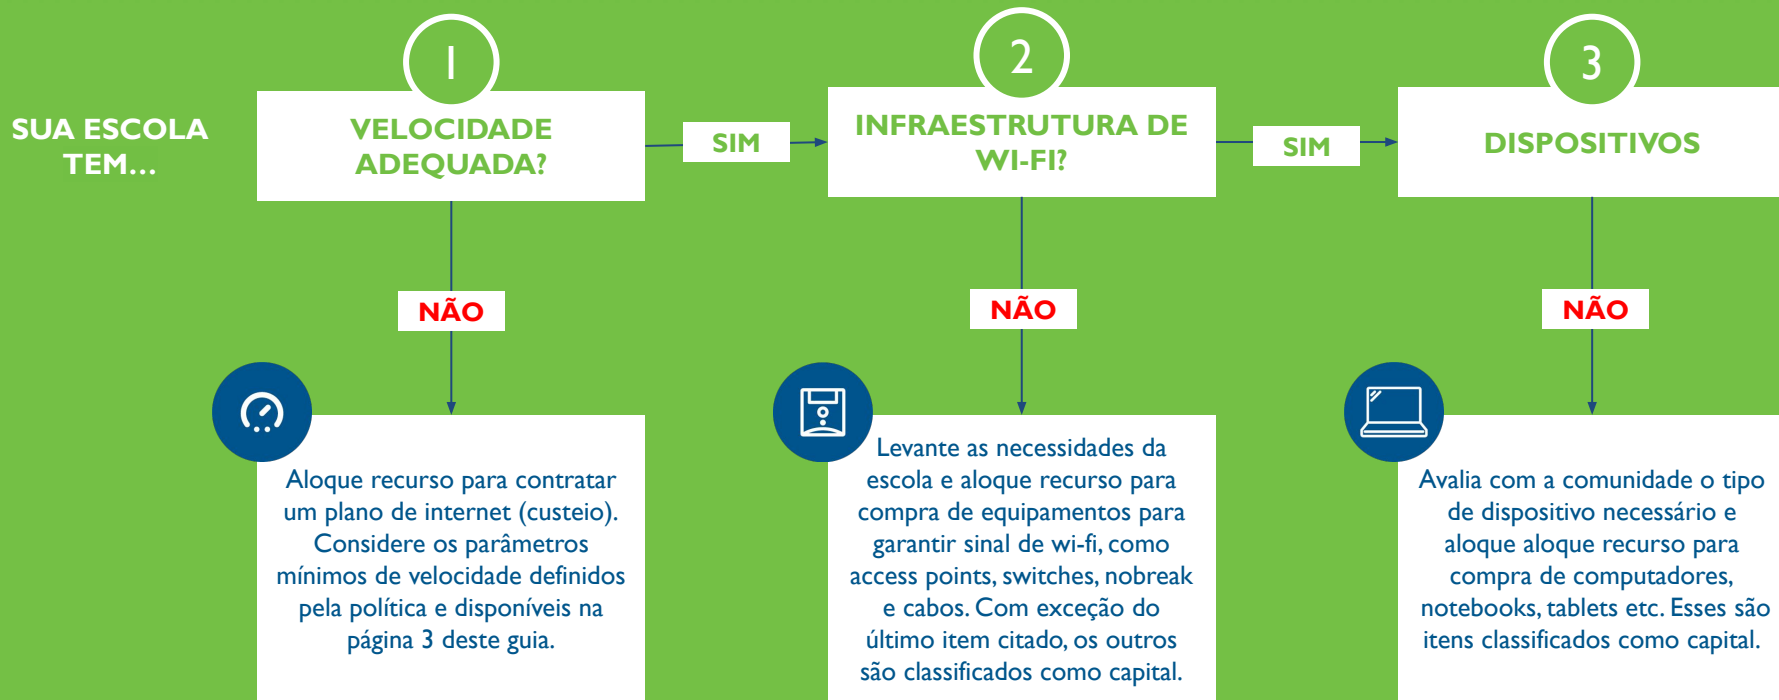 SUA ESCOLA
TEM...
1
VELOCIDADE
ADEQUADA?
SIM
2
INFRAESTRUTURA DE
WI-FI?
SIM
3
DISPOSITIVOS
NÃO
NÃO
NÃO
Aloque recurso para contratar
um plano de internet (custeio).
Considere os parâmetros
mínimos de velocidade definidos
pela política e disponíveis na
página 3 deste guia.
Levante as necessidades da
escola e aloque recurso para
compra de equipamentos para
garantir sinal de wi-fi, como
access points, switches, nobreak
e cabos. Com exceção do
último item citado, os outros
são classificados como capital.
Avalia com a comunidade o tipo
de dispositivo necessário e
aloque aloque recurso para
compra de computadores,
notebooks, tablets etc. Esses são
itens classificados como capital.